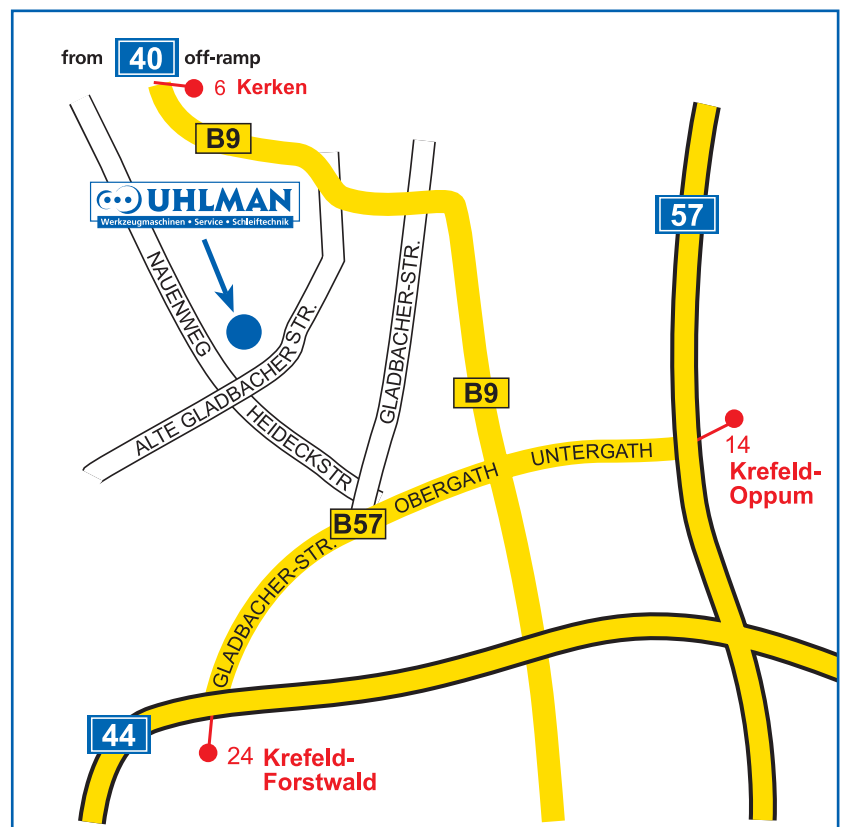 from 40 off-ramp
6 Kerken
B9
UHLMAN
Werkzeugmaschinen • Service • Schleiftechnik
57
NAUENWEG
GLADBACHER-STR.
ALTE GLADBACHER STR.
B9
HEIDECKSTR
14
Krefeld-
Oppum
UNTERGATH
OBERGATH
B57
GLADBACHER-STR.
44
24 Krefeld-
Forstwald